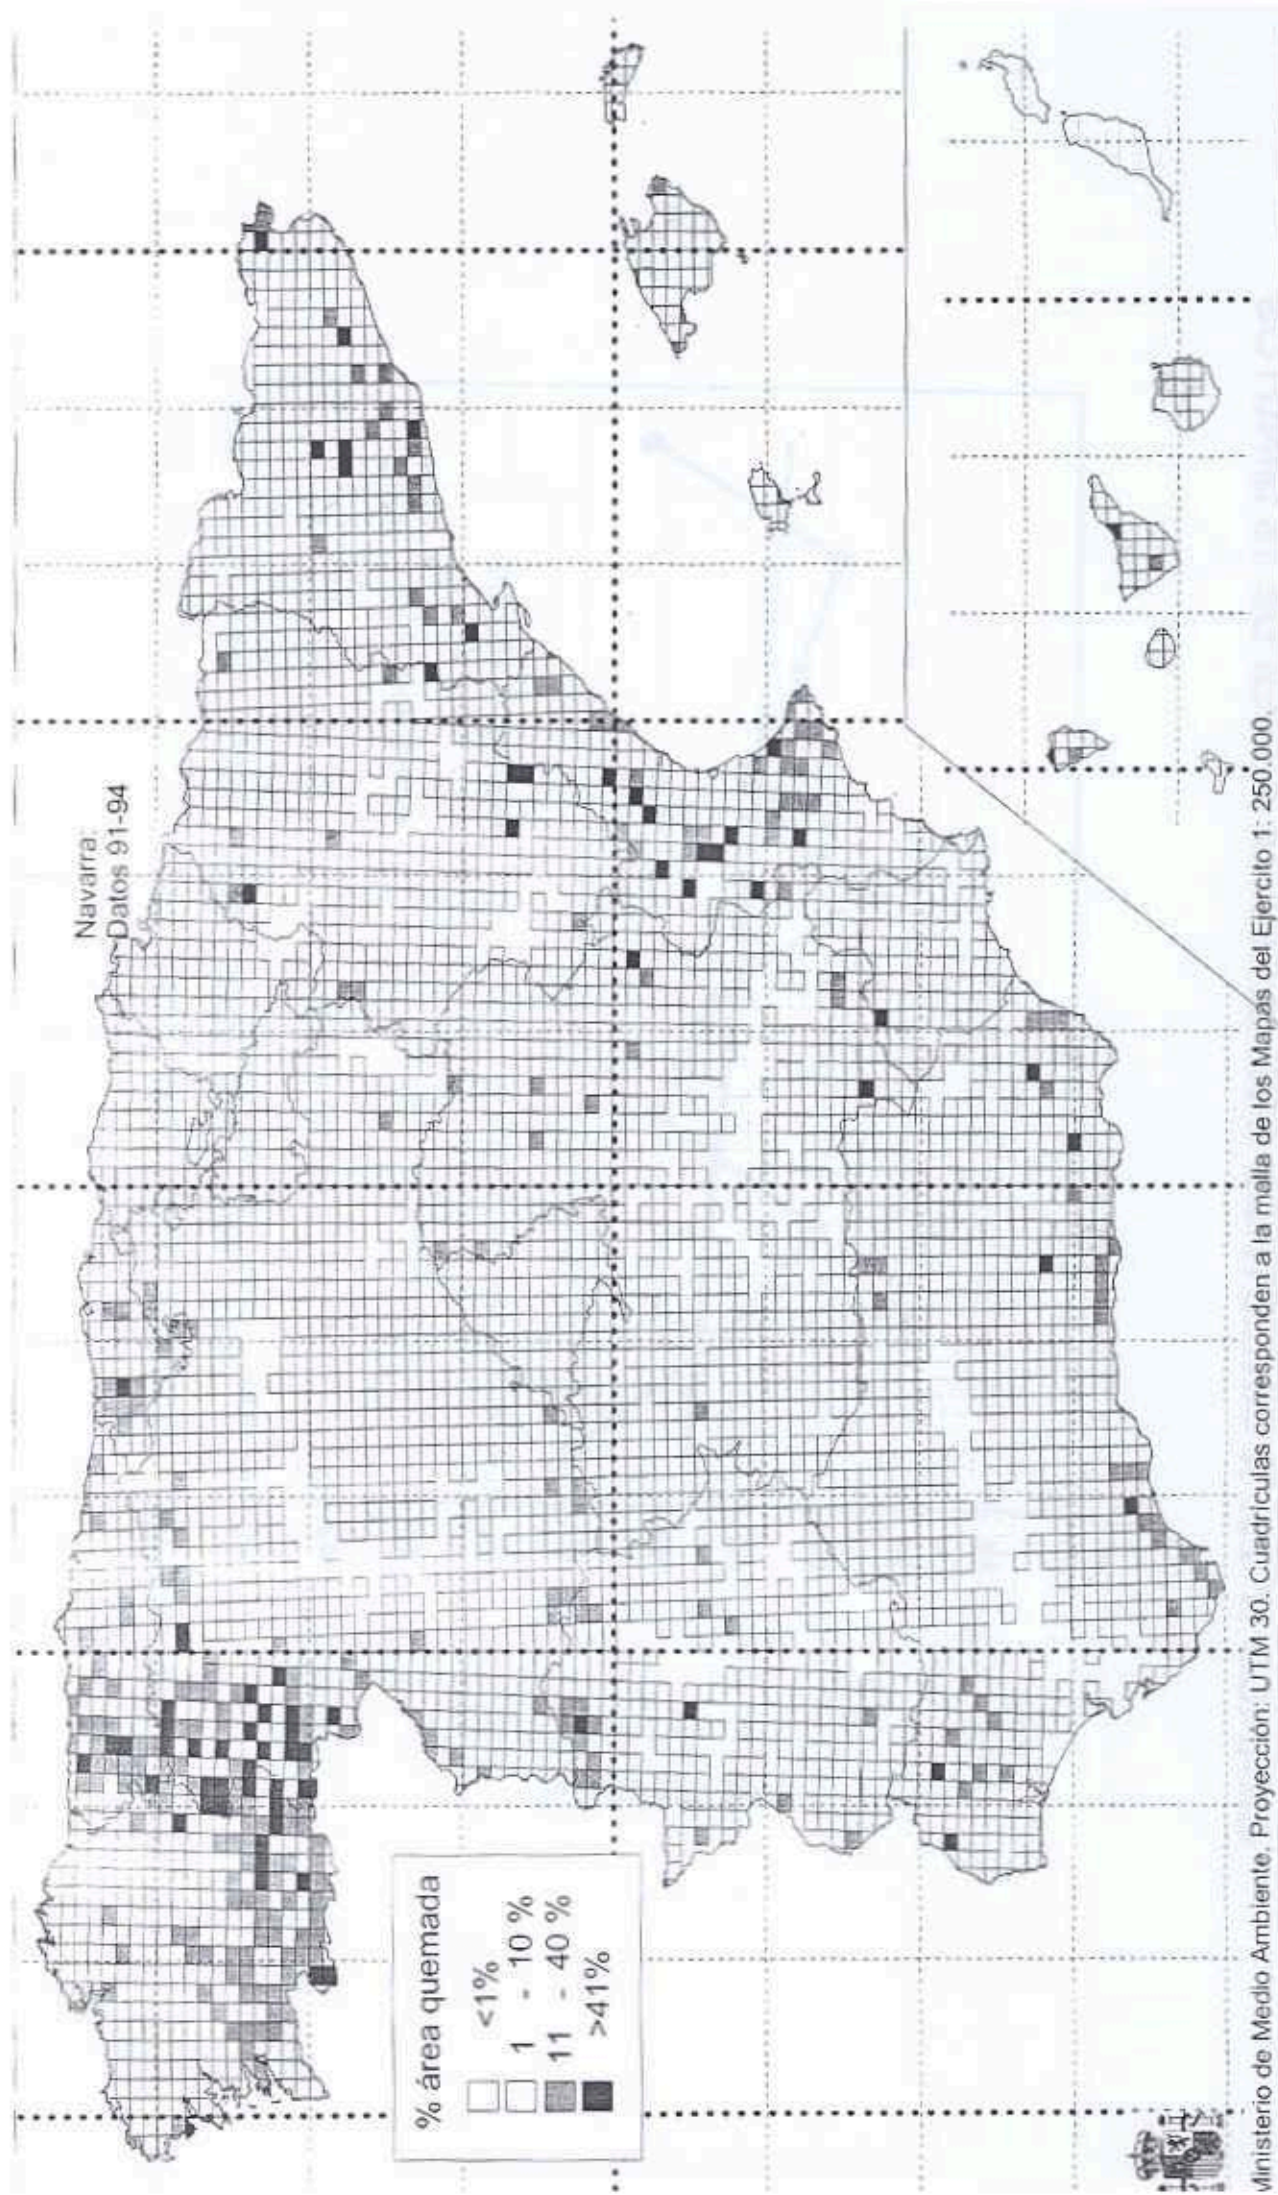 Navarra:
Datos 91-94
% área quemada
<1%
1 - 10 %
11 - 40 %
>41%
Ministerio de Medio Ambiente. Proyección: UTM 30. Cuadrículas corresponden a la malla de los Mapas del Ejercito 1: 250.000.